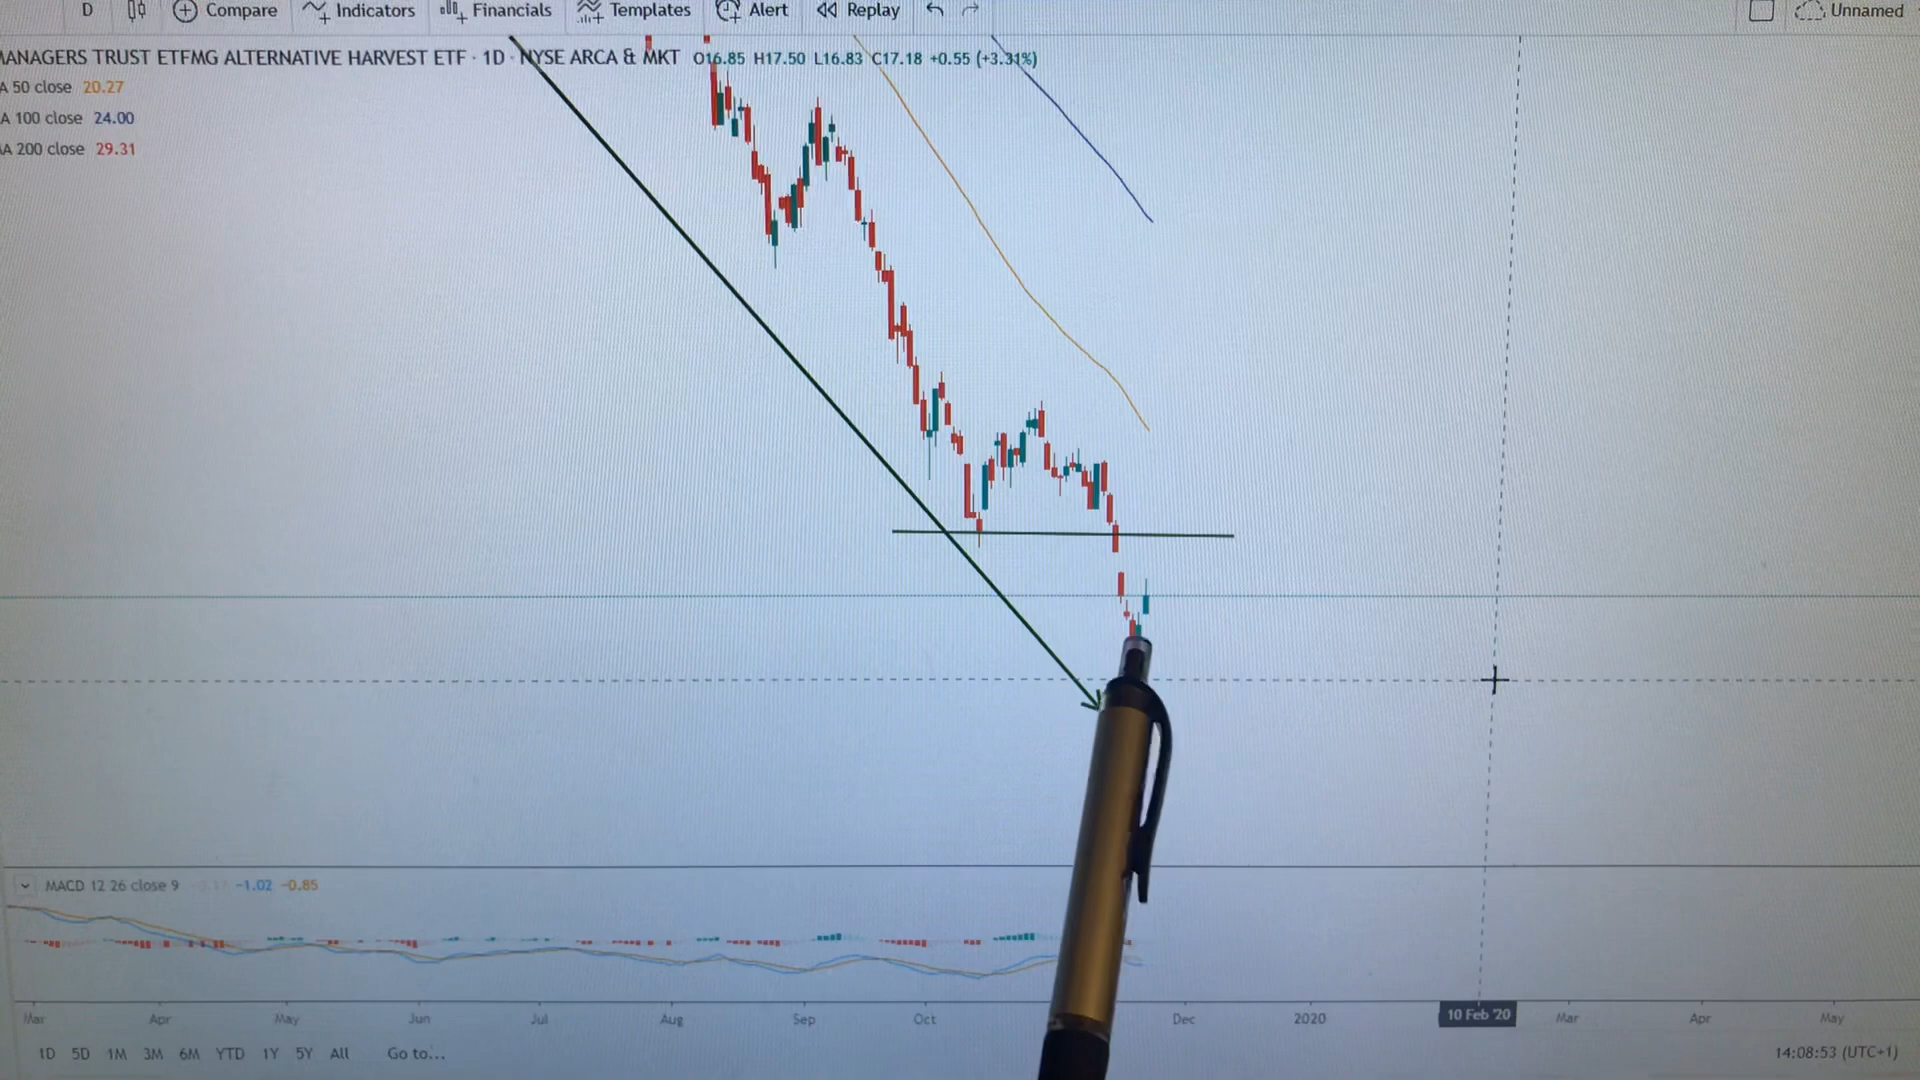 D Compare Indicators Financials Templates Alert Replay Unnamed
MANAGERS TRUST ETFMG ALTERNATIVE HARVEST ETF · 1D · NYSE ARCA & MKT O16.85 H17.50 L16.83 C17.18 +0.55 (+3.31%)
A 50 close 20.27
A 100 close 24.00
A 200 close 29.31
MACD 12 26 close 9 −1.02 −0.85
Mar Apr May Jun Jul Aug Sep Oct Dec 2020 10 Feb '20 Mar Apr May
1D 5D 1M 3M 6M YTD 1Y 5Y All Go to... 14:08:53 (UTC+1)